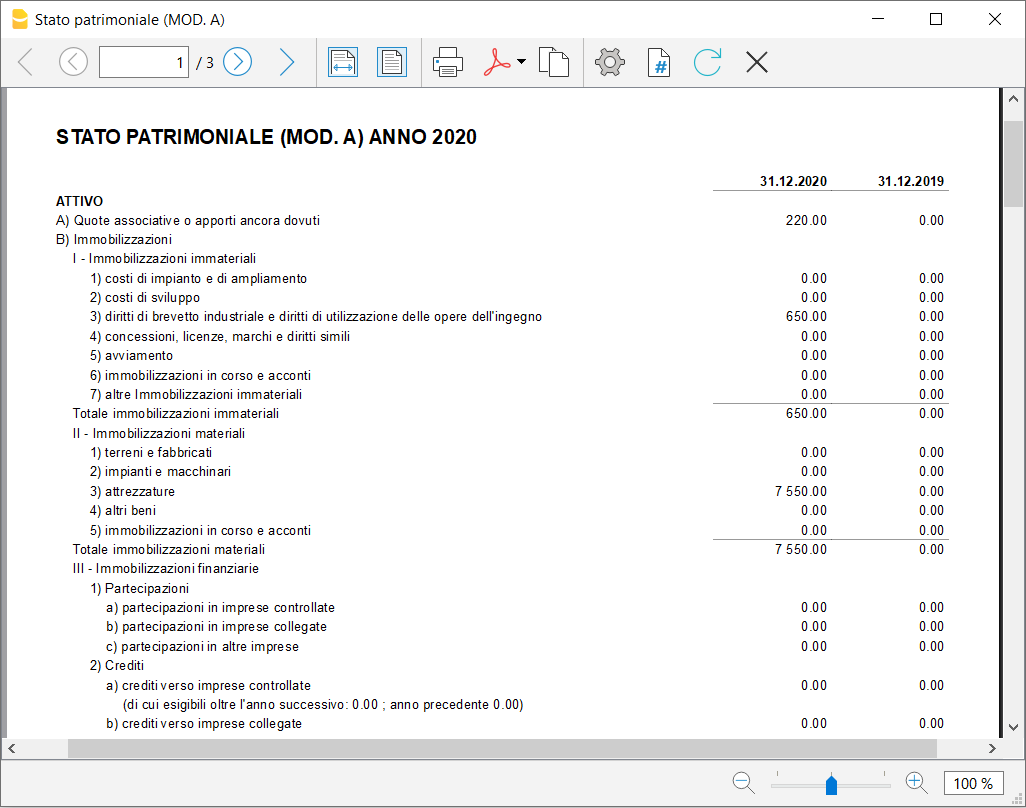 Stato patrimoniale (MOD. A)
1 / 3
#
STATO PATRIMONIALE (MOD. A) ANNO 2020
31.12.2020 31.12.2019
ATTIVO
A) Quote associative o apporti ancora dovuti 220.00 0.00
B) Immobilizzazioni
I - Immobilizzazioni immateriali
1) costi di impianto e di ampliamento 0.00 0.00
2) costi di sviluppo 0.00 0.00
3) diritti di brevetto industriale e diritti di utilizzazione delle opere dell'ingegno 650.00 0.00
4) concessioni, licenze, marchi e diritti simili 0.00 0.00
5) avviamento 0.00 0.00
6) immobilizzazioni in corso e acconti 0.00 0.00
7) altre Immobilizzazioni immateriali 0.00 0.00
Totale immobilizzazioni immateriali 650.00 0.00
II - Immobilizzazioni materiali
1) terreni e fabbricati 0.00 0.00
2) impianti e macchinari 0.00 0.00
3) attrezzature 7 550.00 0.00
4) altri beni 0.00 0.00
5) immobilizzazioni in corso e acconti 0.00 0.00
Totale immobilizzazioni materiali 7 550.00 0.00
III - Immobilizzazioni finanziarie
1) Partecipazioni
a) partecipazioni in imprese controllate 0.00 0.00
b) partecipazioni in imprese collegate 0.00 0.00
c) partecipazioni in altre imprese 0.00 0.00
2) Crediti
a) crediti verso imprese controllate 0.00 0.00
(di cui esigibili oltre l'anno successivo: 0.00 ; anno precedente 0.00)
b) crediti verso imprese collegate 0.00 0.00
100 %